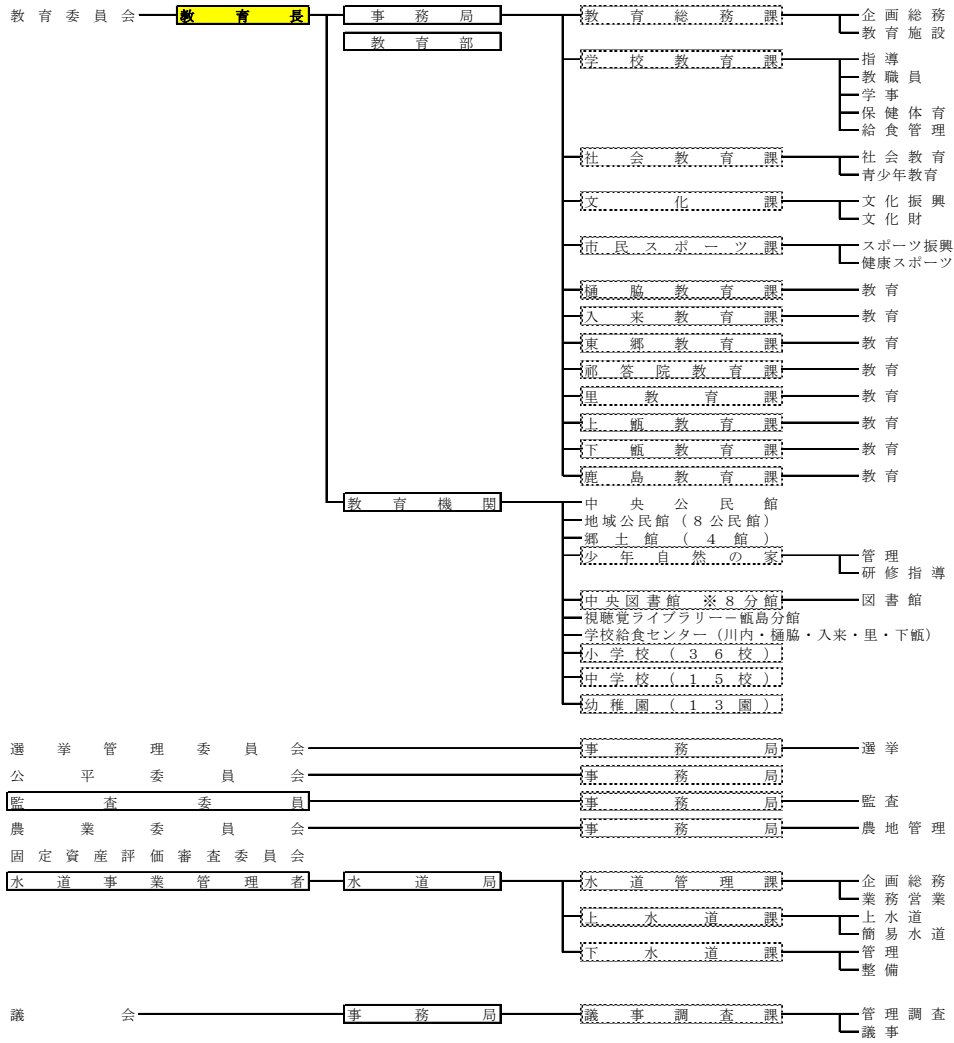 教育委員会 教育長 事務局 教育総務課 企画総務
教育部 教育施設
学校教育課 指導
教職員
学事
保健体育
給食管理
社会教育課 社会教育
青少年教育
文化課 文化振興
文化財
市民スポーツ課 スポーツ振興
健康スポーツ
樋脇教育課 教育
入来教育課 教育
東郷教育課 教育
祁答院教育課 教育
里教育課 教育
上甑教育課 教育
下甑教育課 教育
鹿島教育課 教育
教育機関 中央公民館
地域公民館（８公民館）
郷土館（４館）
少年自然の家 管理
研修指導
中央図書館 ※８分館 図書館
視聴覚ライブラリー－甑島分館
学校給食センター（川内・樋脇・入来・里・下甑）
小学校（３６校）
中学校（１５校）
幼稚園（１３園）
選挙管理委員会 事務局 選挙
公平委員会 事務局
監査委員 事務局 監査
農業委員会 事務局 農地管理
固定資産評価審査委員会
水道事業管理者 水道局 水道管理課 企画総務
業務営業
上水道課 上水道
簡易水道
下水道課 管理
整備
議会 事務局 議事調査課 管理調査
議事